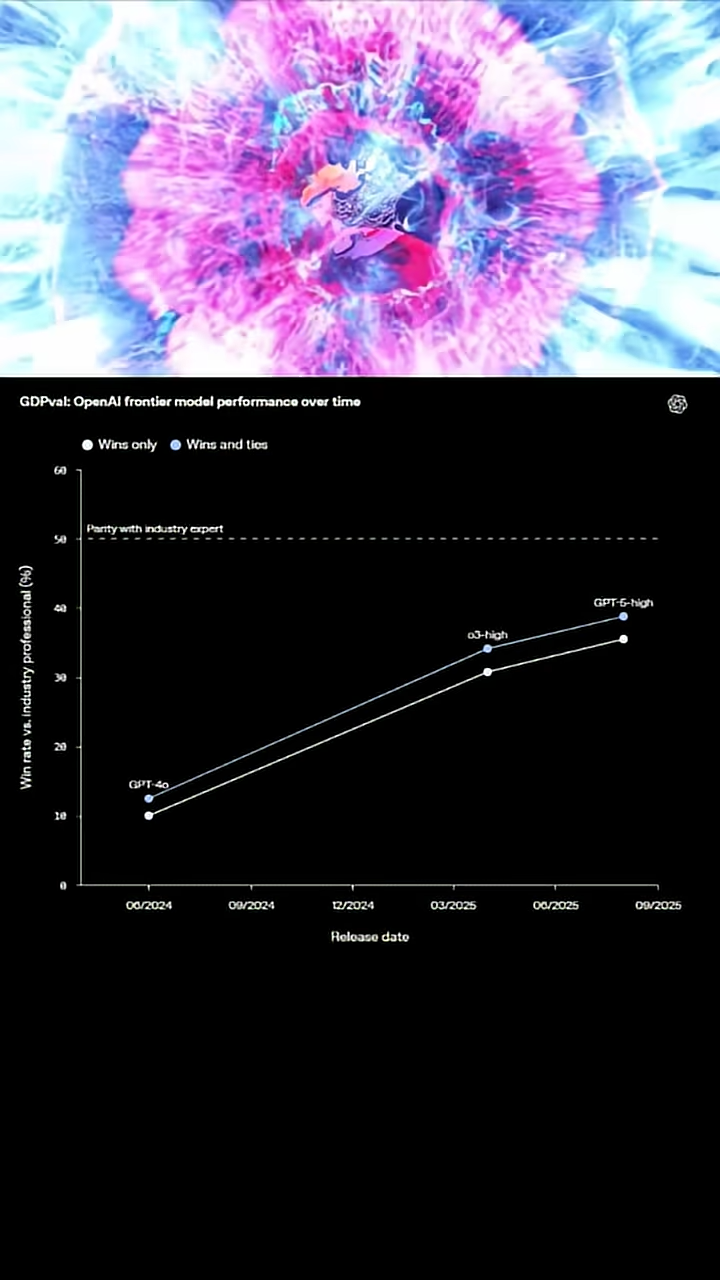 GDPval: OpenAI frontier model performance over time
Wins only
Wins and ties
60
Parity with industry expert
50
40
30
20
10
0
Win rate vs. industry professional (%)
GPT-4o
o3-high
GPT-5-high
06/2024 09/2024 12/2024 03/2025 06/2025 09/2025
Release date